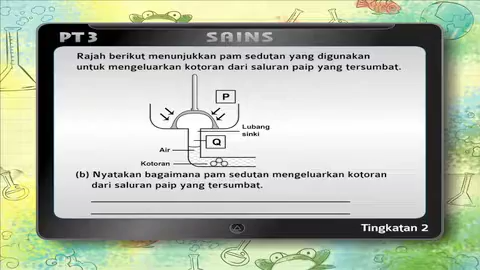 PT3
SAINS
Rajah berikut menunjukkan pam sedutan yang digunakan
untuk mengeluarkan kotoran dari saluran paip yang tersumbat.
P
Lubang
sinki
Q
Air
Kotoran
(b) Nyatakan bagaimana pam sedutan mengeluarkan kotoran
dari saluran paip yang tersumbat.
Tingkatan 2